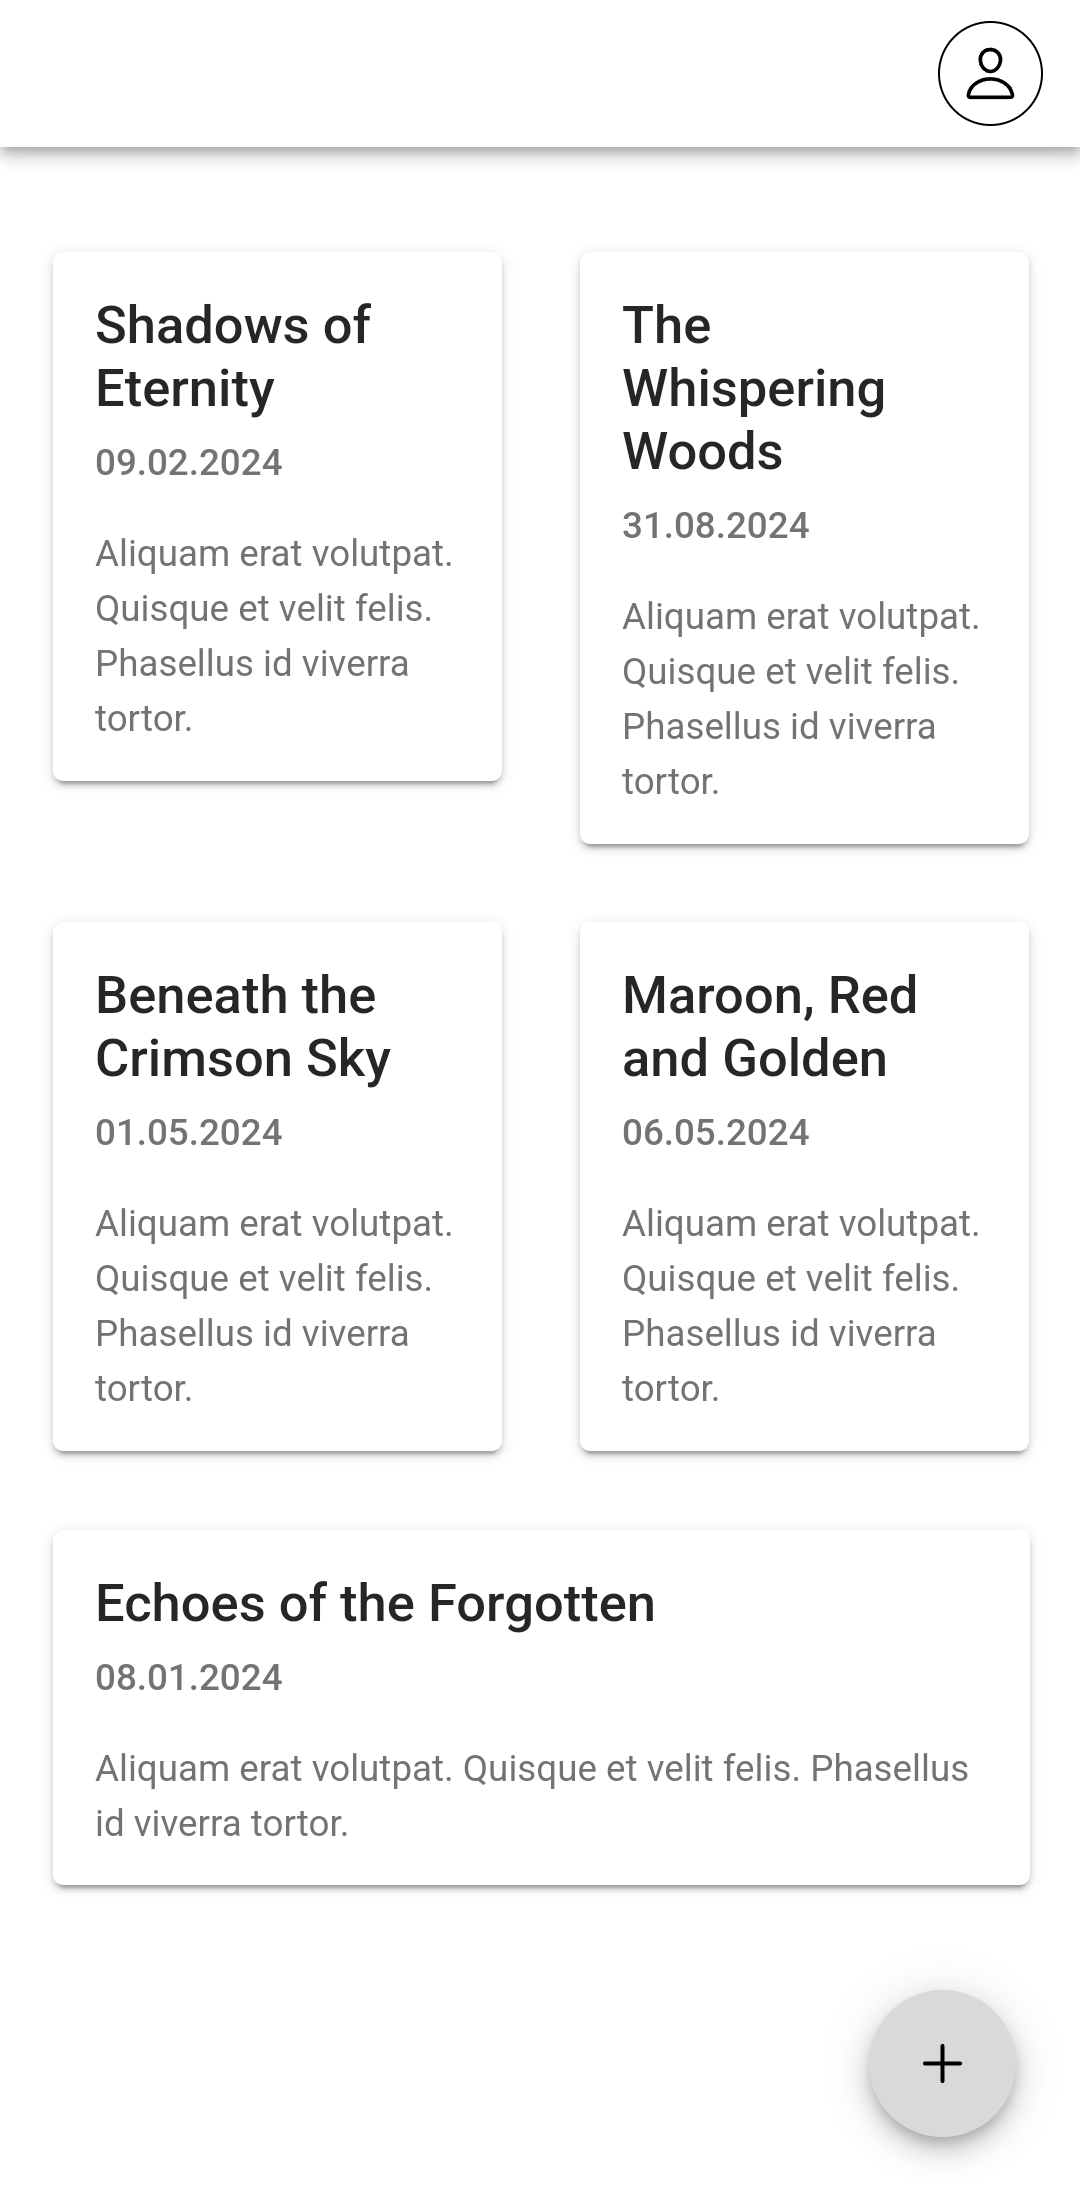 Shadows of
Eternity
09.02.2024
Aliquam erat volutpat.
Quisque et velit felis.
Phasellus id viverra
tortor.
The
Whispering
Woods
31.08.2024
Aliquam erat volutpat.
Quisque et velit felis.
Phasellus id viverra
tortor.
Beneath the
Crimson Sky
01.05.2024
Aliquam erat volutpat.
Quisque et velit felis.
Phasellus id viverra
tortor.
Maroon, Red
and Golden
06.05.2024
Aliquam erat volutpat.
Quisque et velit felis.
Phasellus id viverra
tortor.
Echoes of the Forgotten
08.01.2024
Aliquam erat volutpat. Quisque et velit felis. Phasellus
id viverra tortor.